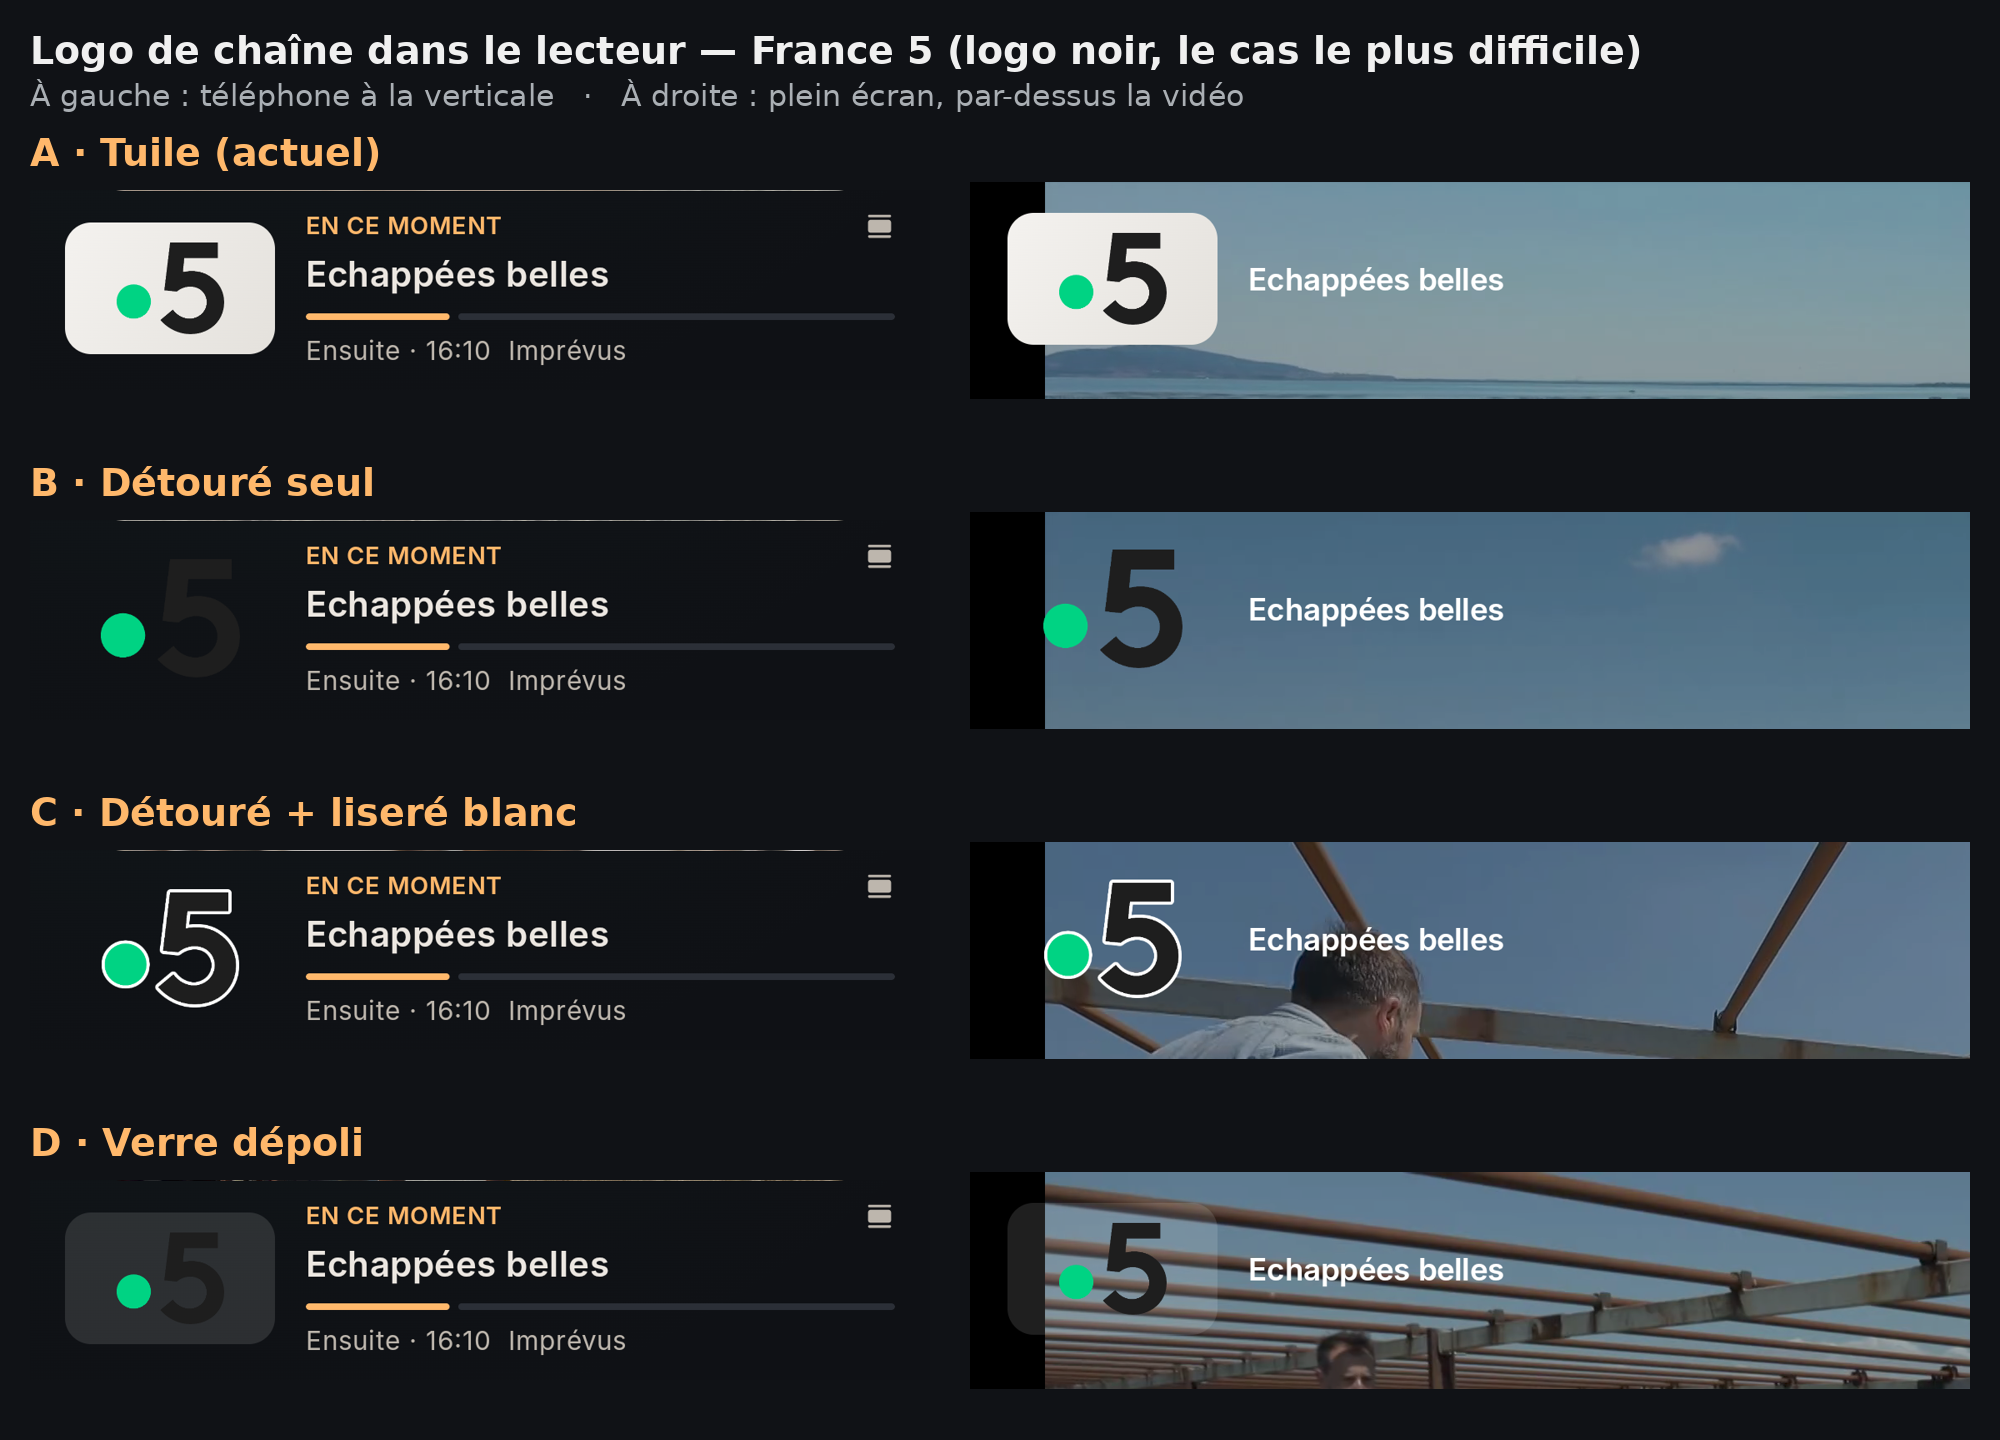 Logo de chaîne dans le lecteur — France 5 (logo noir, le cas le plus difficile)
À gauche : téléphone à la verticale · À droite : plein écran, par-dessus la vidéo
A · Tuile (actuel)
5
EN CE MOMENT
Echappées belles
Ensuite · 16:10 Imprévus
5
Echappées belles
B · Détouré seul
5
EN CE MOMENT
Echappées belles
Ensuite · 16:10 Imprévus
5
Echappées belles
C · Détouré + liseré blanc
5
EN CE MOMENT
Echappées belles
Ensuite · 16:10 Imprévus
5
Echappées belles
D · Verre dépoli
5
EN CE MOMENT
Echappées belles
Ensuite · 16:10 Imprévus
5
Echappées belles